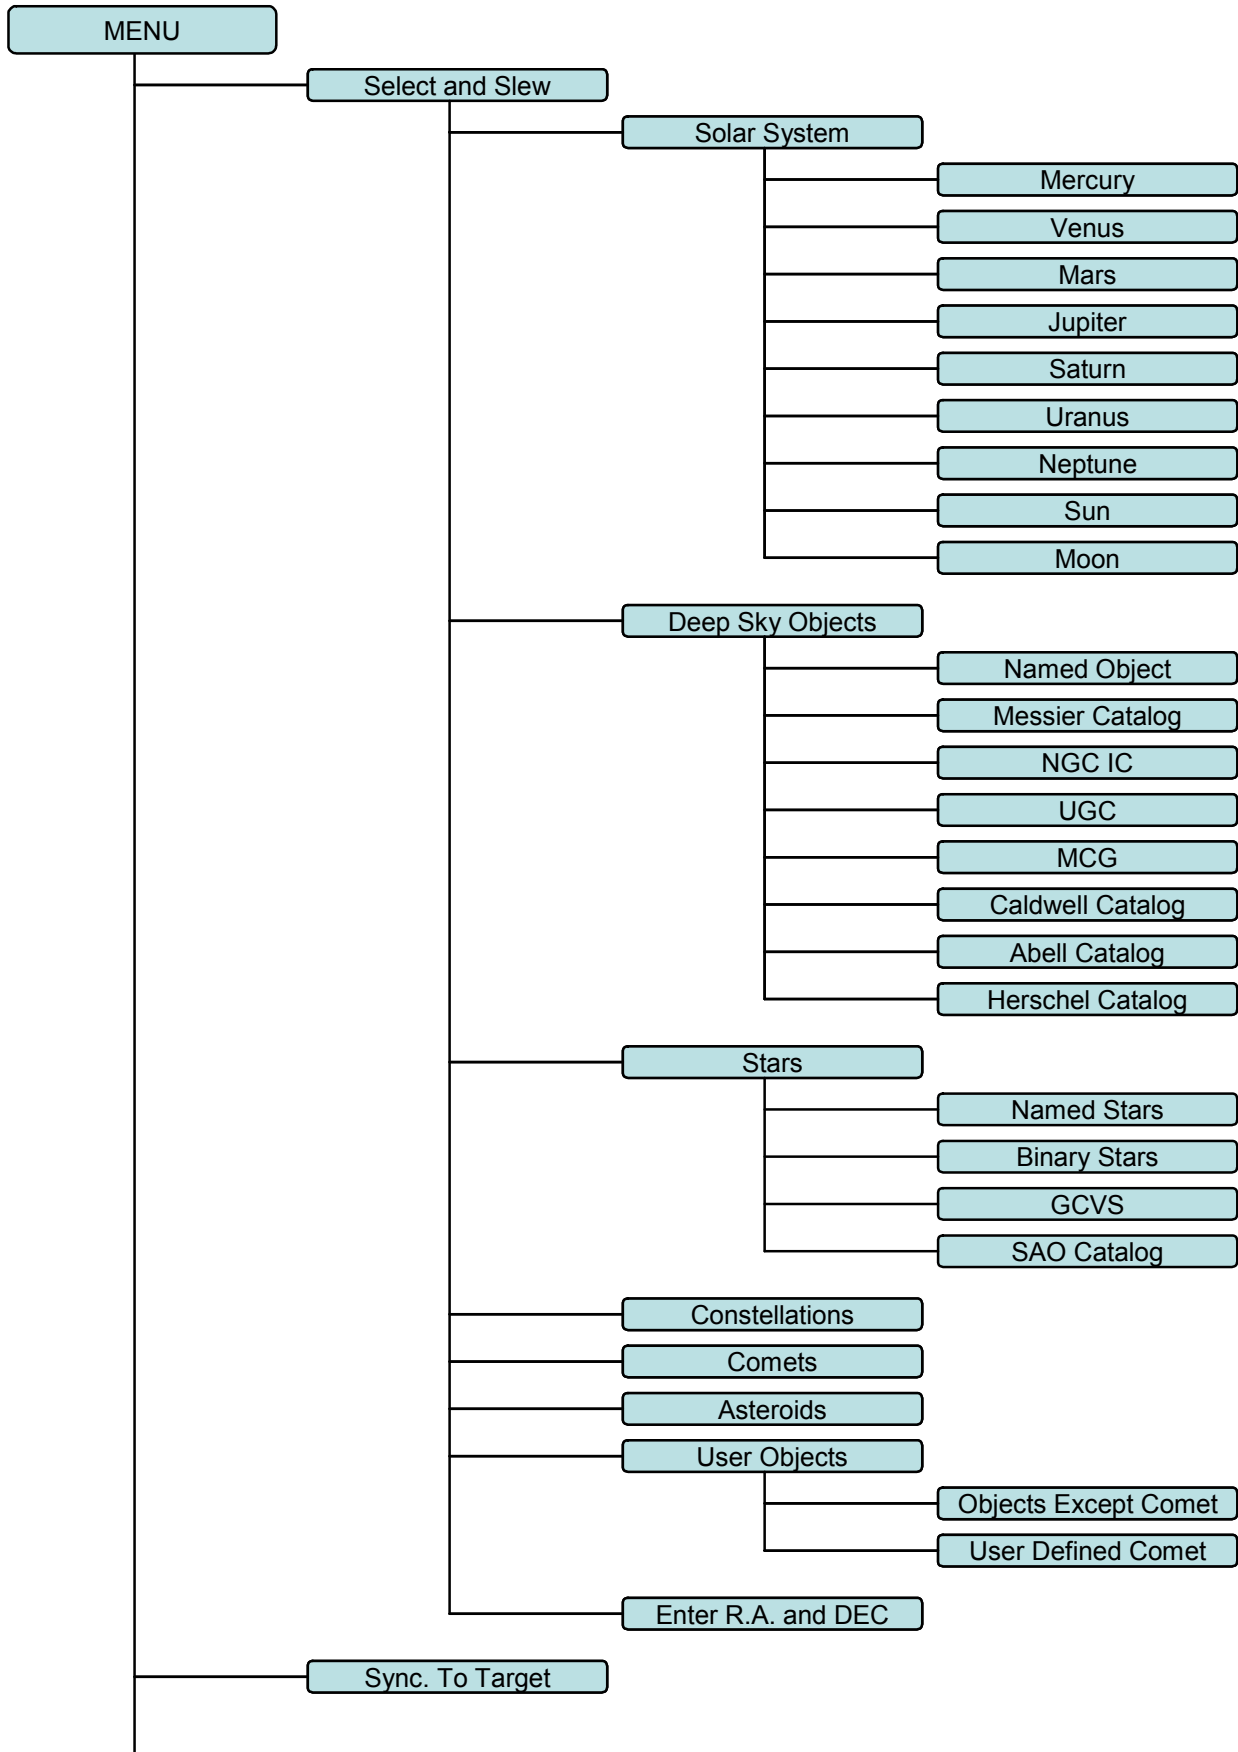 MENU
Select and Slew
Solar System
Mercury
Venus
Mars
Jupiter
Saturn
Uranus
Neptune
Sun
Moon
Deep Sky Objects
Named Object
Messier Catalog
NGC IC
UGC
MCG
Caldwell Catalog
Abell Catalog
Herschel Catalog
Stars
Named Stars
Binary Stars
GCVS
SAO Catalog
Constellations
Comets
Asteroids
User Objects
Objects Except Comet
User Defined Comet
Enter R.A. and DEC
Sync. To Target